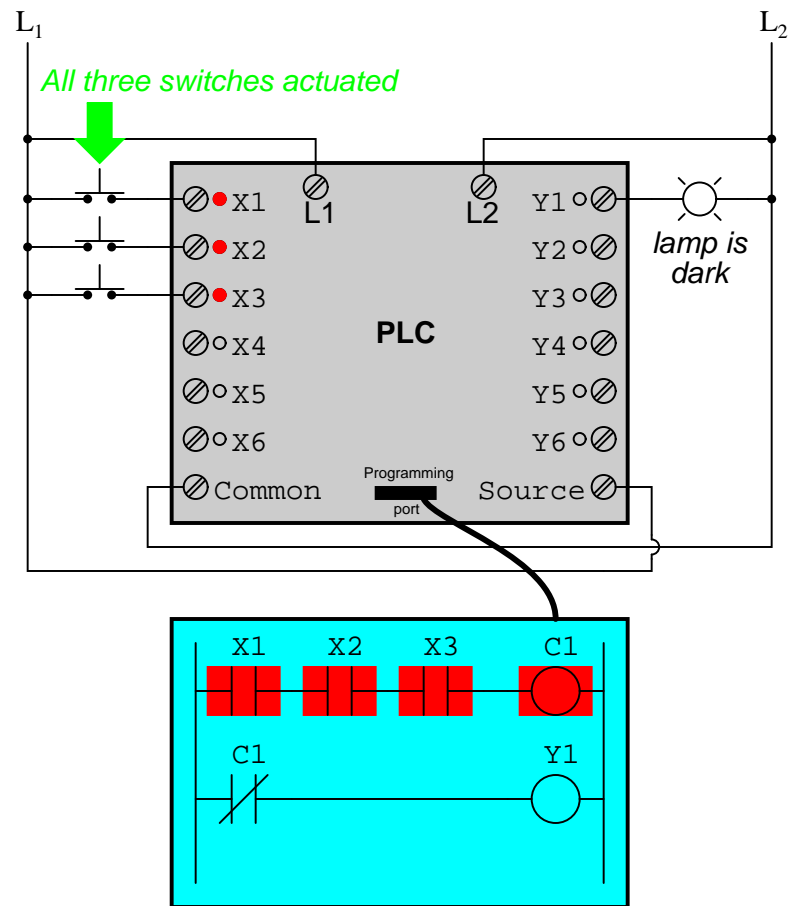 L1 L2
All three switches actuated
X1 L1 L2 Y1
X2 Y2
lamp is
dark
X3 Y3
PLC
X4 Y4
X5 Y5
X6 Y6
Common Programming Source
port
X1 X2 X3 C1
C1 Y1